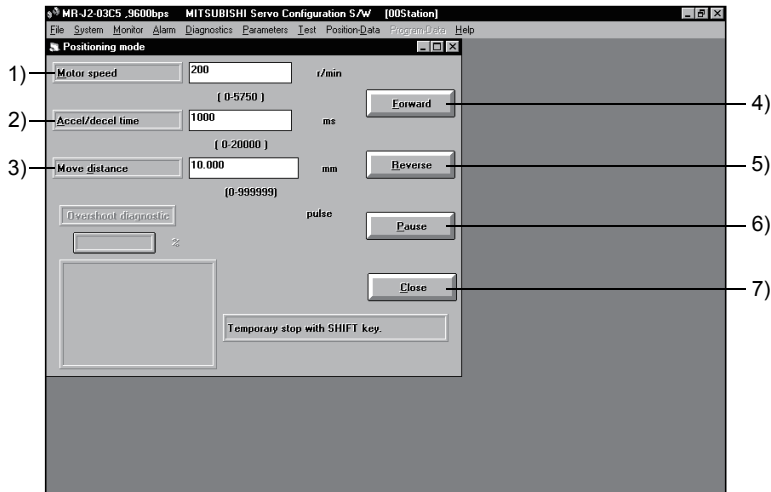 MR-J2-03C5 ,9600bps MITSUBISHI Servo Configuration S/W [00Station]
File System Monitor Alarm Diagnostics Parameters Test Position-Data Program-Data Help
Positioning mode
1) Motor speed 200 r/min
( 0-5750 )
Forward 4)
2) Accel/decel time 1000 ms
( 0-20000 )
3) Move distance 10.000 mm
Reverse 5)
(0-999999)
Overshoot diagnostic pulse
Pause 6)
%
Close 7)
Temporary stop with SHIFT key.